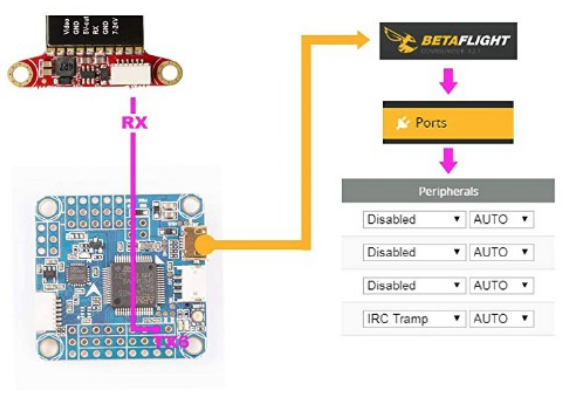 Video
GND
5V-out
RX
GND
7-24V
RX
TX6
BETAFLIGHT
Ports
Peripherals
Disabled AUTO
Disabled AUTO
Disabled AUTO
IRC Tramp AUTO